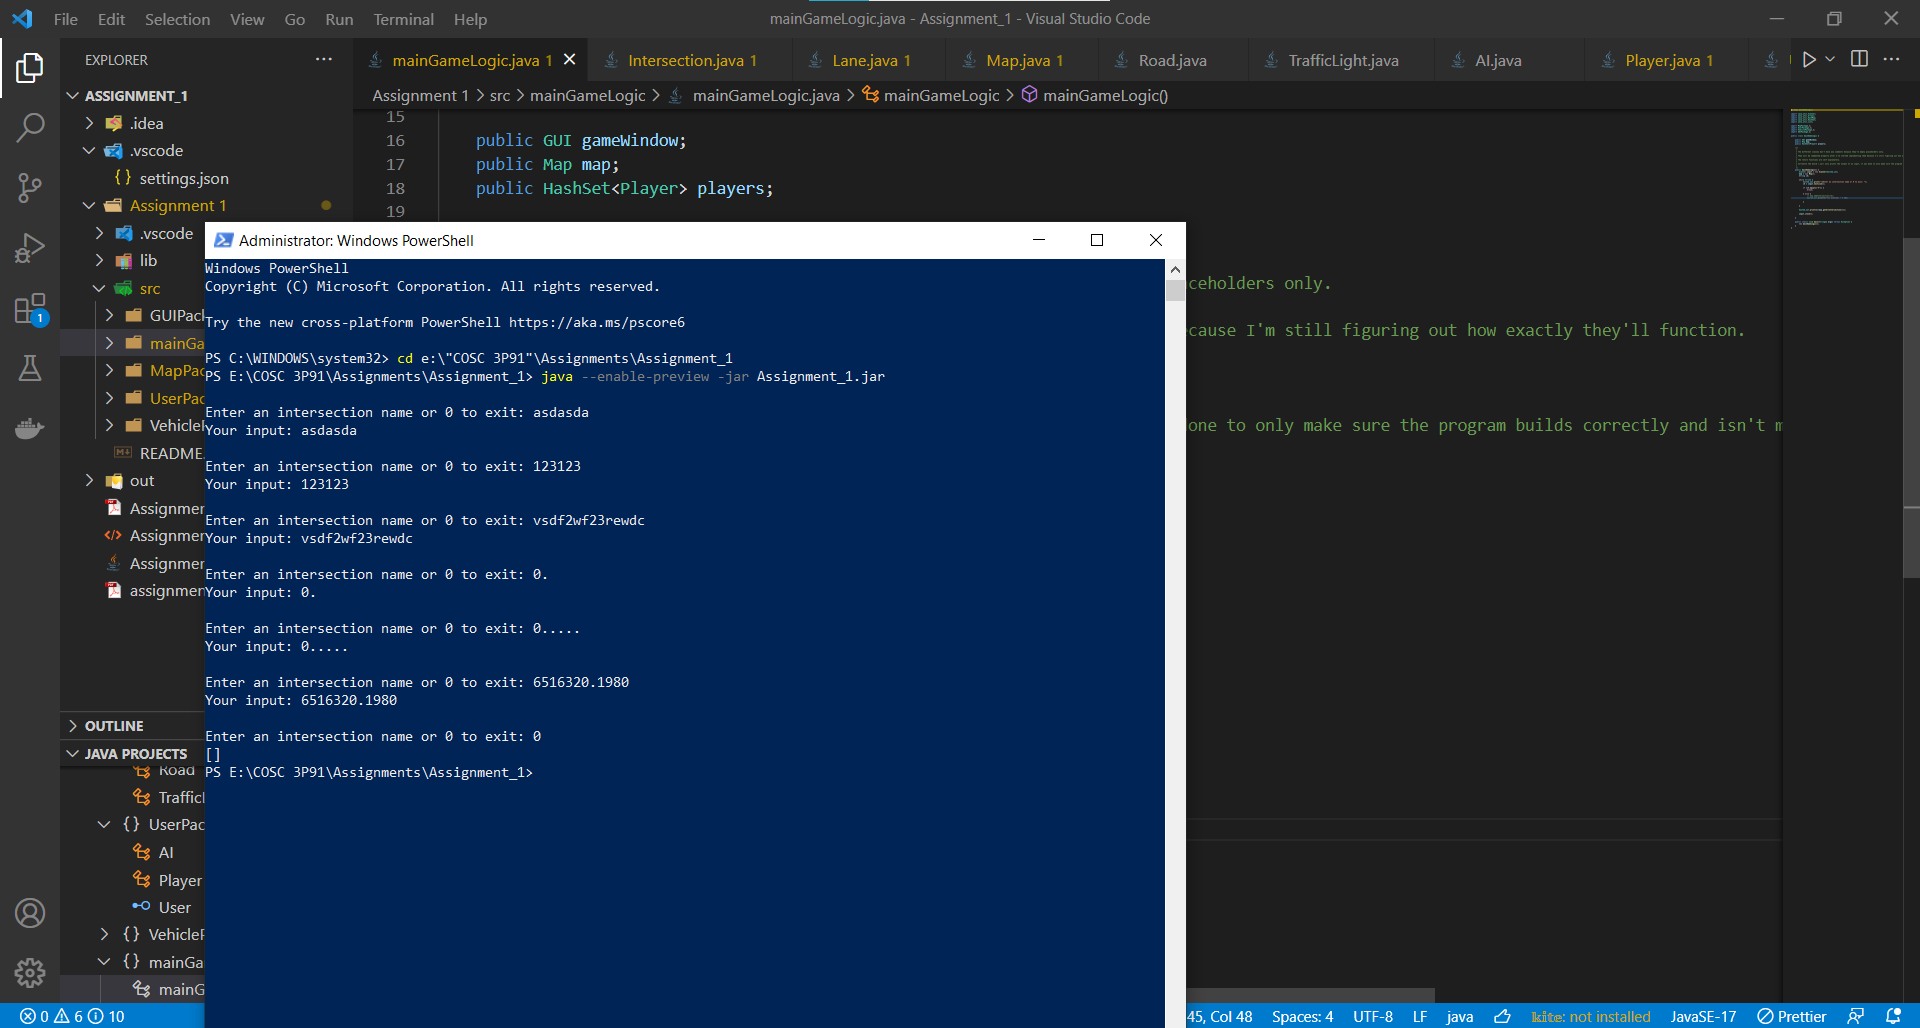 File Edit Selection View Go Run Terminal Help
mainGameLogic.java - Assignment_1 - Visual Studio Code
EXPLORER
mainGameLogic.java 1
Intersection.java 1
Lane.java 1
Map.java 1
Road.java
TrafficLight.java
AI.java
Player.java 1
Assignment 1 > src > mainGameLogic > mainGameLogic.java > mainGameLogic > mainGameLogic()
ASSIGNMENT_1
.idea
.vscode
settings.json
Assignment 1
.vscode
lib
src
GUIPack
mainGa
MapPac
UserPac
VehicleP
README.
out
Assignmen
Assignmen
Assignmen
assignmen
OUTLINE
JAVA PROJECTS
Road
TrafficL
UserPac
AI
Player
User
VehicleP
mainGa
mainG
15
16 public GUI gameWindow;
17 public Map map;
18 public HashSet<Player> players;
19
ceholders only.
cause I'm still figuring out how exactly they'll function.
one to only make sure the program builds correctly and isn't m
Administrator: Windows PowerShell
Windows PowerShell
Copyright (C) Microsoft Corporation. All rights reserved.
Try the new cross-platform PowerShell https://aka.ms/pscore6
PS C:\WINDOWS\system32> cd e:\"COSC 3P91"\Assignments\Assignment_1
PS E:\COSC 3P91\Assignments\Assignment_1> java --enable-preview -jar Assignment_1.jar
Enter an intersection name or 0 to exit: asdasda
Your input: asdasda
Enter an intersection name or 0 to exit: 123123
Your input: 123123
Enter an intersection name or 0 to exit: vsdf2wf23rewdc
Your input: vsdf2wf23rewdc
Enter an intersection name or 0 to exit: 0.
Your input: 0.
Enter an intersection name or 0 to exit: 0.....
Your input: 0.....
Enter an intersection name or 0 to exit: 6516320.1980
Your input: 6516320.1980
Enter an intersection name or 0 to exit: 0
[]
PS E:\COSC 3P91\Assignments\Assignment_1>
1
0 6 10
45, Col 48 Spaces: 4 UTF-8 LF java kite: not installed JavaSE-17 Prettier